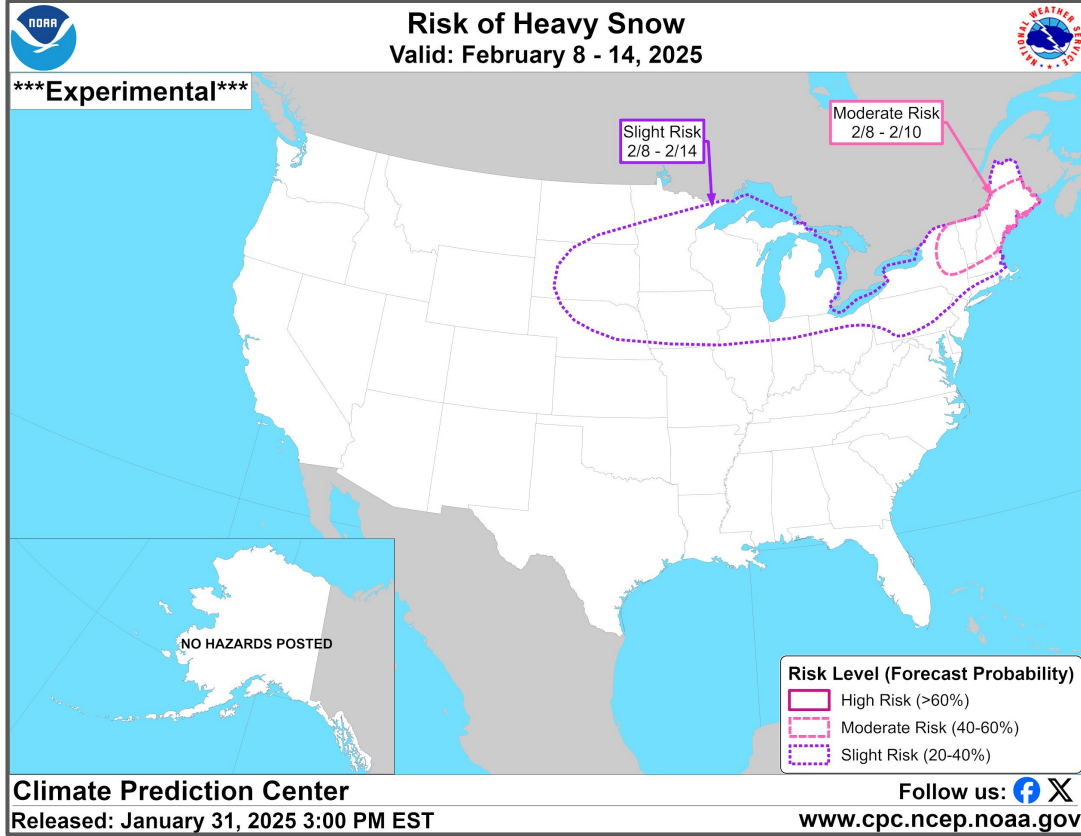 NOAA
Risk of Heavy Snow
Valid: February 8 - 14, 2025
NATIONAL WEATHER SERVICE
***Experimental***
Slight Risk
2/8 - 2/14
Moderate Risk
2/8 - 2/10
NO HAZARDS POSTED
Risk Level (Forecast Probability)
High Risk (>60%)
Moderate Risk (40-60%)
Slight Risk (20-40%)
Climate Prediction Center
Follow us:
Released: January 31, 2025 3:00 PM EST
www.cpc.ncep.noaa.gov